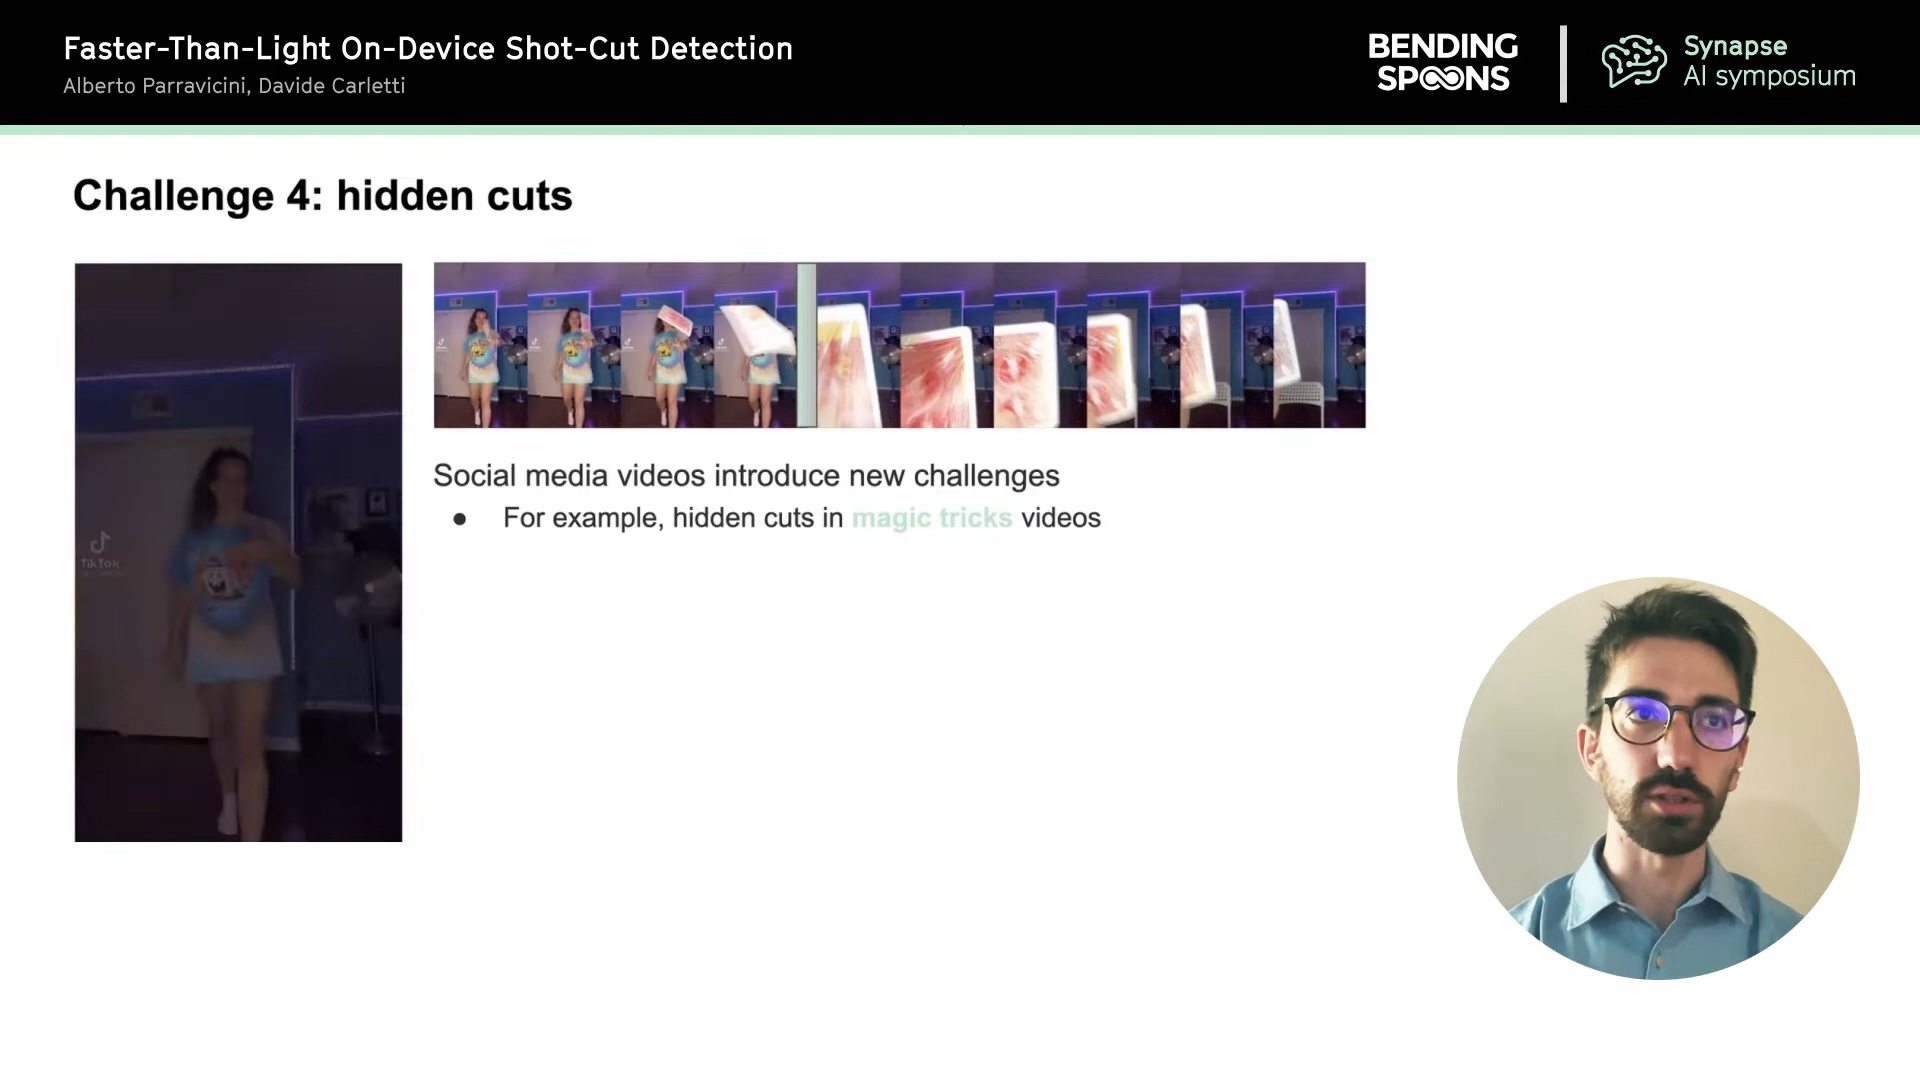 Faster-Than-Light On-Device Shot-Cut Detection
Alberto Parravicini, Davide Carletti
BENDING
SPOONS
Synapse
AI symposium
Challenge 4: hidden cuts
Social media videos introduce new challenges
● For example, hidden cuts in magic tricks videos
TikTok